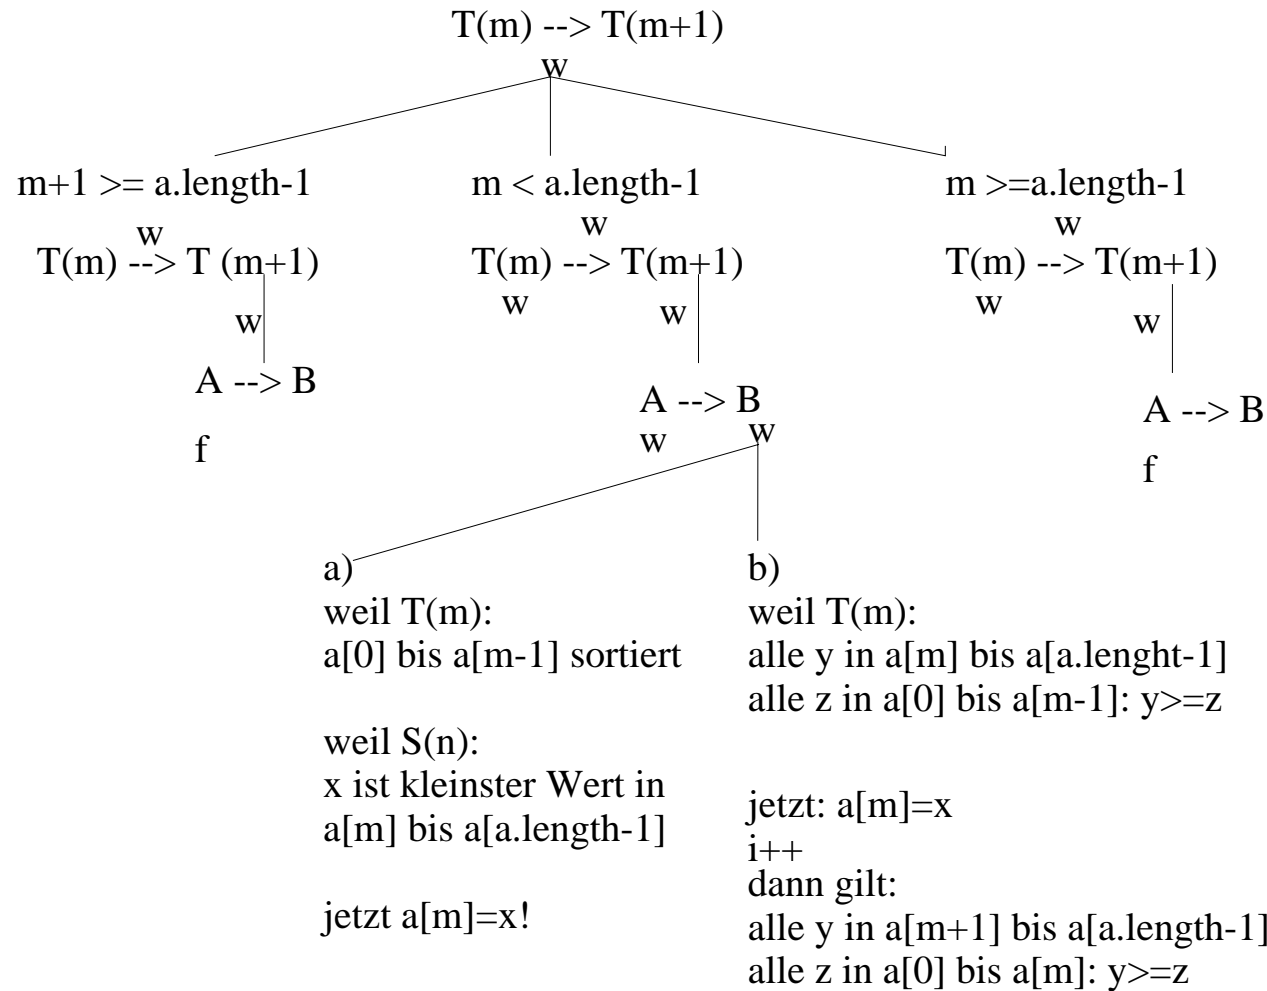 T(m) --> T(m+1)
w
m+1 >= a.length-1
w
T(m) --> T (m+1)
w
A --> B
f
m < a.length-1
w
T(m) --> T(m+1)
w
w
A --> B
w
w
m >=a.length-1
w
T(m) --> T(m+1)
w
w
A --> B
f
a)
weil T(m):
a[0] bis a[m-1] sortiert
weil S(n):
x ist kleinster Wert in
a[m] bis a[a.length-1]
jetzt a[m]=x!
b)
weil T(m):
alle y in a[m] bis a[a.lenght-1]
alle z in a[0] bis a[m-1]: y>=z
jetzt: a[m]=x
i++
dann gilt:
alle y in a[m+1] bis a[a.length-1]
alle z in a[0] bis a[m]: y>=z